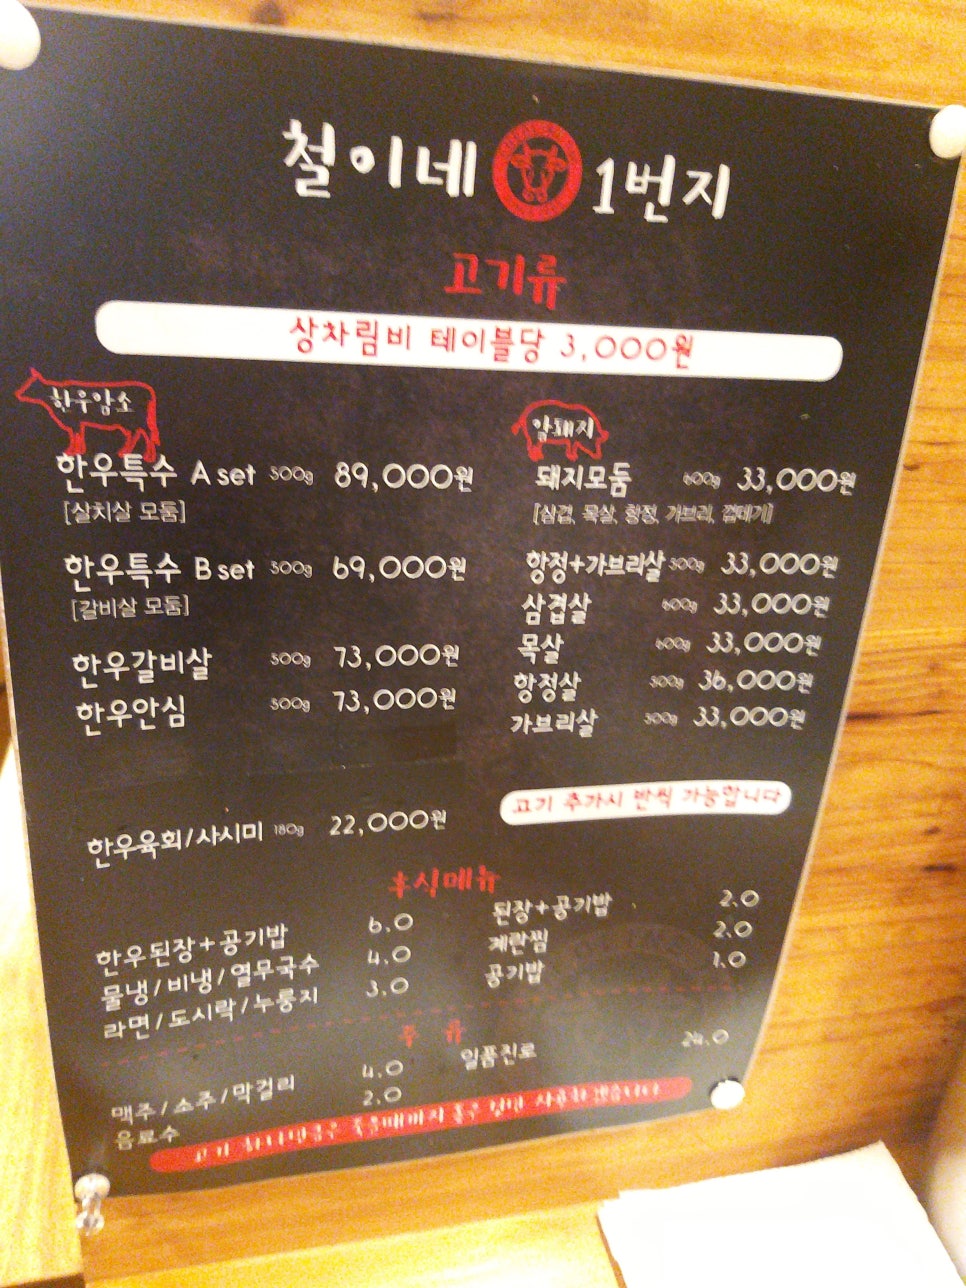 철이네 1번지
고기류
상차림비 테이블당 3,000원
한우암소
한우특수 A set 500g 89,000원
[살치살 모둠]
한우특수 B set 500g 69,000원
[갈비살 모둠]
한우갈비살 500g 73,000원
한우안심 500g 73,000원
한우육회/사시미 180g 22,000원
암돼지
돼지모둠 600g 33,000원
[삼겹, 목살, 항정, 가브리, 껍데기]
항정+가브리살 500g 33,000원
삼겹살 600g 33,000원
목살 600g 33,000원
항정살 500g 36,000원
가브리살 500g 33,000원
고기 추가시 반씩 가능합니다
후식메뉴
한우된장+공기밥 6.0
물냉/비냉/열무국수 4.0
라면/도시락/누룽지 3.0
된장+공기밥 2.0
계란찜 2.0
공기밥 1.0
주 류
맥주/소주/막걸리 4.0
음료수 2.0
일품진로 24.0
고기 하나만큼은